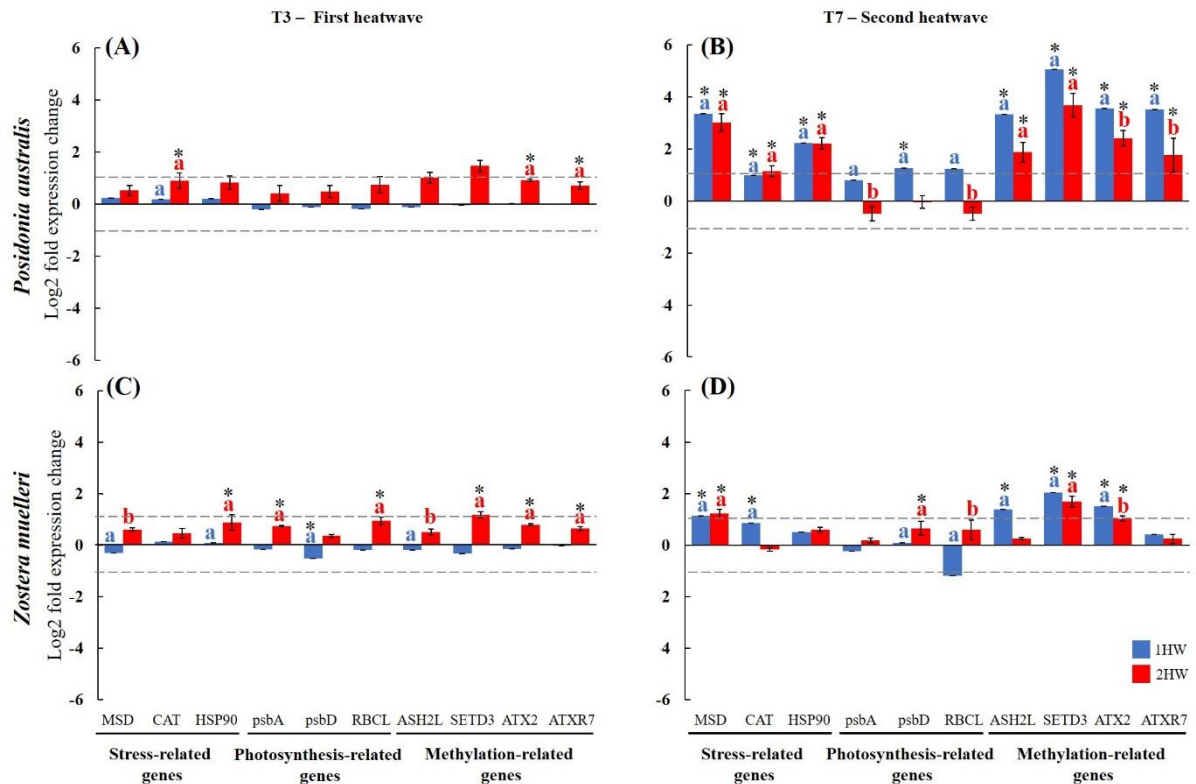 T3 – First heatwave
T7 – Second heatwave
Posidonia australis
Log2 fold expression change
(A)
6
4
2
0
2
4
-6
* * *
a a a a
(B)
6
4
2
0
2
4
-6
* * * * * * * * * * * * * * *
a a a a a a a b a a b a a a a a b a b
Zostera muelleri
Log2 fold expression change
(C)
6
4
2
0
2
4
-6
* * * * * * *
a b a a a a a a b a a a
(D)
6
4
2
0
2
4
-6
* * * * * * * * *
a a a a a a b a a a a b
1HW
2HW
MSD CAT HSP90 psbA psbD RBCL ASH2L SETD3 ATX2 ATXR7
Stress-related genes
Photosynthesis-related genes
Methylation-related genes
MSD CAT HSP90 psbA psbD RBCL ASH2L SETD3 ATX2 ATXR7
Stress-related genes
Photosynthesis-related genes
Methylation-related genes